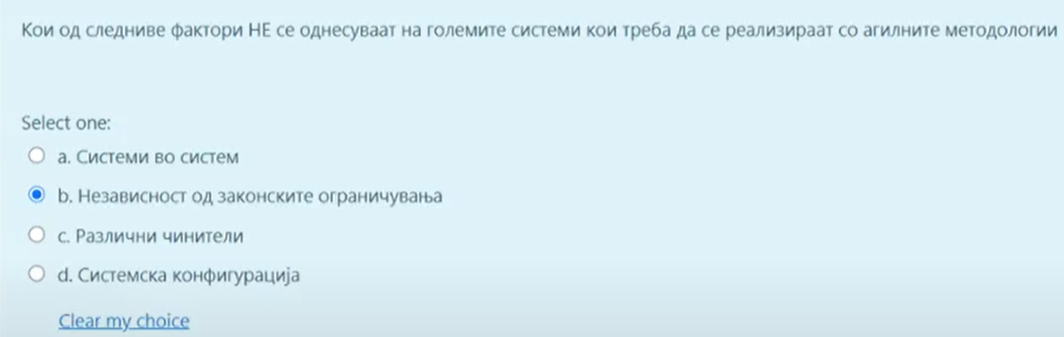 Кои од следниве фактори НЕ се однесуваат на големите системи кои треба да се реализираат со агилните методологии
Select one:
a. Системи во систем
b. Независност од законските ограничувања
c. Различни чинители
d. Системска конфигурација
Clear my choice